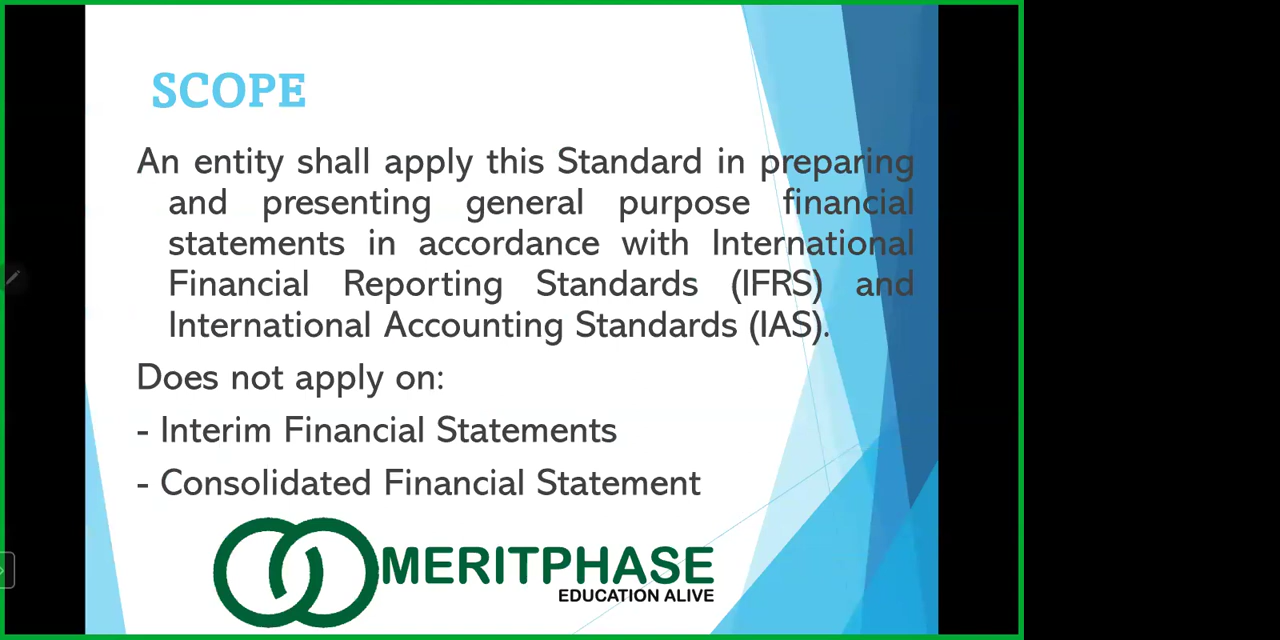 SCOPE
An entity shall apply this Standard in preparing
and presenting general purpose financial
statements in accordance with International
Financial Reporting Standards (IFRS) and
International Accounting Standards (IAS).
Does not apply on:
- Interim Financial Statements
- Consolidated Financial Statement
MERITPHASE
EDUCATION ALIVE